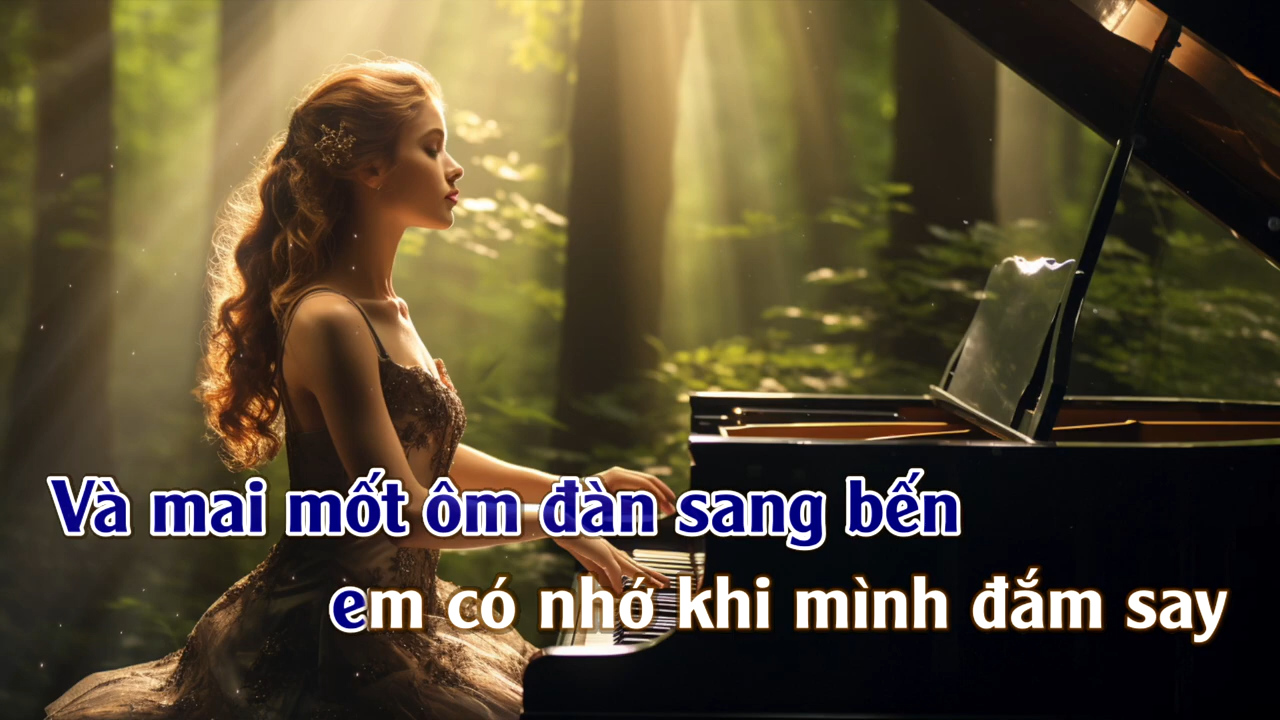 Và mai mốt ôm đàn sang bến
em có nhớ khi mình đắm say